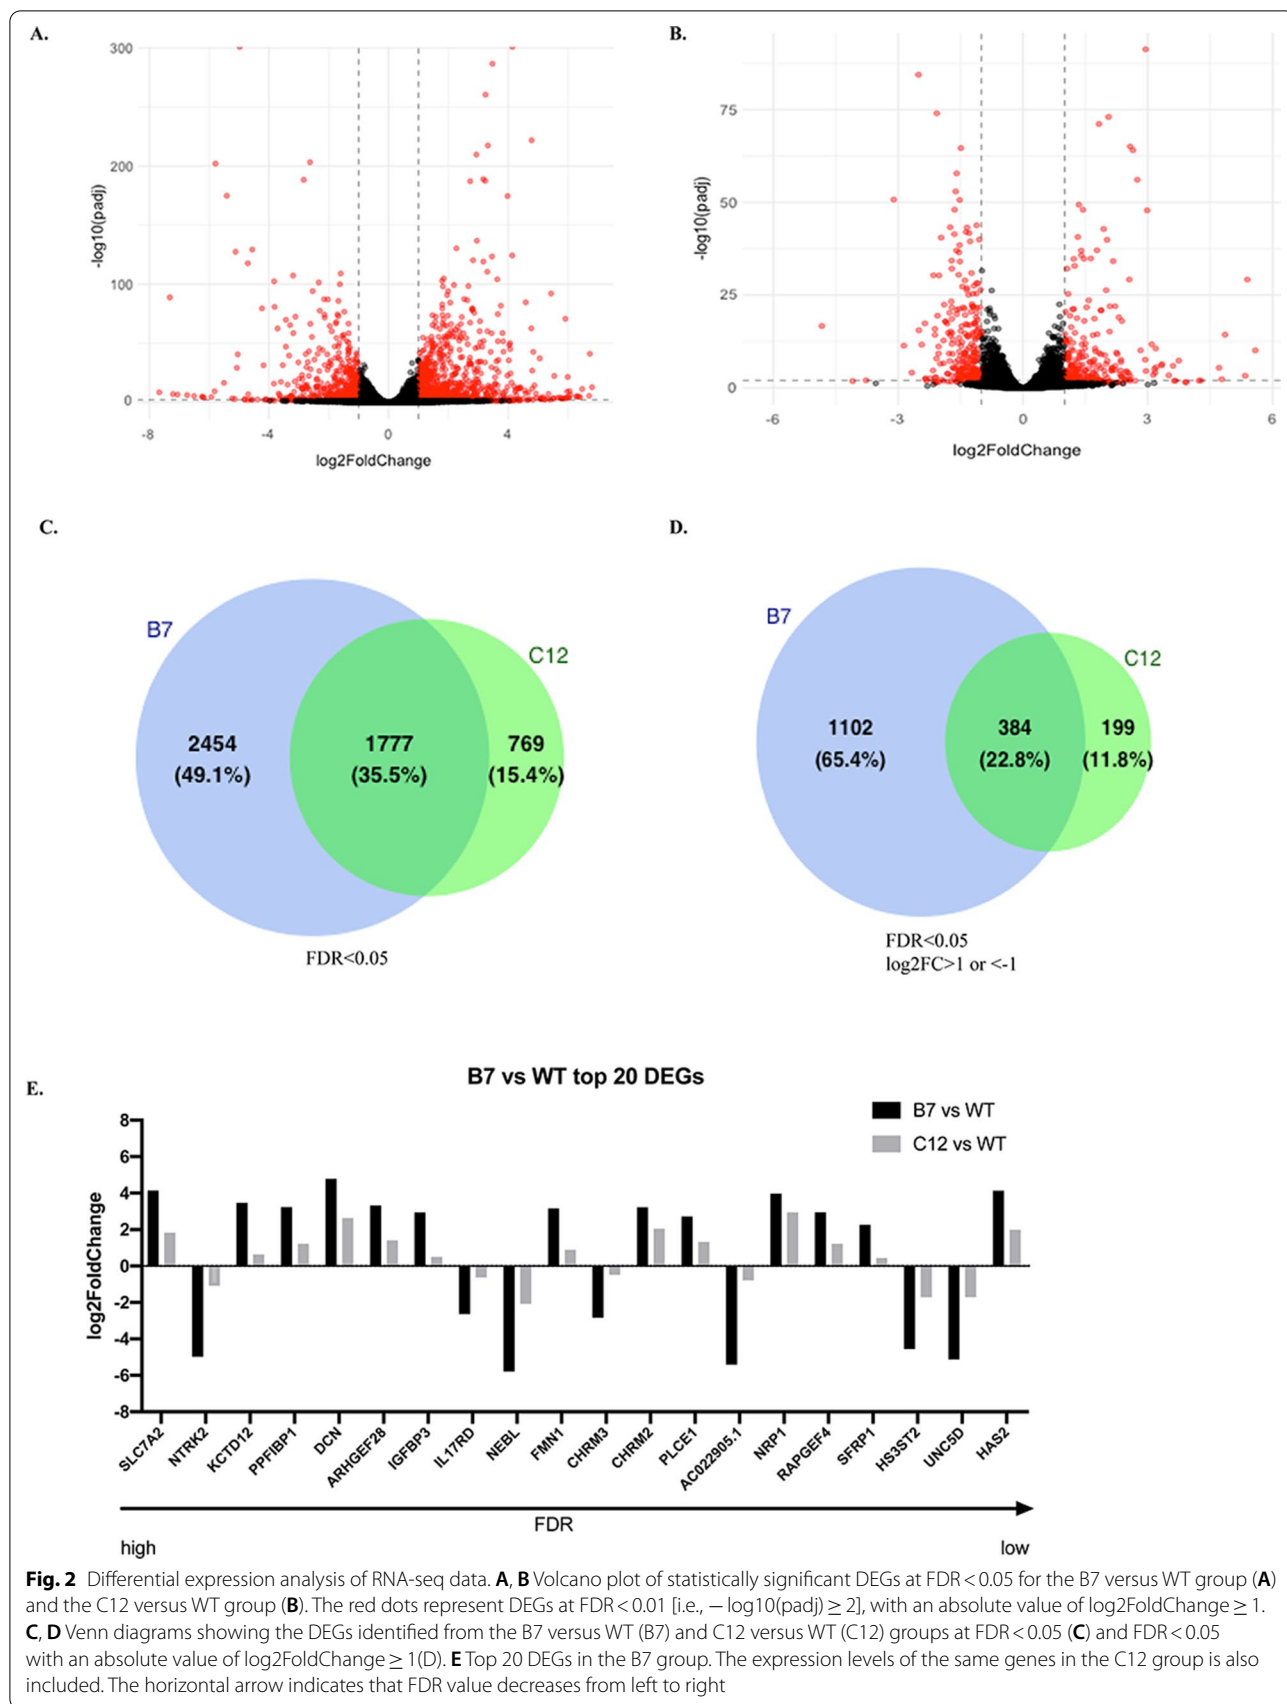 A.
300
200
100
0
-log10(padj)
-8
-4
0
4
log2FoldChange
B.
75
50
25
0
-log10(padj)
-6
-3
0
3
6
log2FoldChange
C.
B7
C12
2454
(49.1%)
1777
(35.5%)
769
(15.4%)
FDR<0.05
D.
B7
C12
1102
(65.4%)
384
(22.8%)
199
(11.8%)
FDR<0.05
log2FC>1 or <-1
E.
B7 vs WT top 20 DEGs
B7 vs WT
C12 vs WT
8
6
4
2
0
-2
-4
-6
-8
log2FoldChange
SLC7A2
NTRK2
KCTD12
PPFIBP1
DCN
ARHGEF28
IGFBP3
IL17RD
NEBL
FMN1
CHRM3
CHRM2
PLCE1
AC022905.1
NRP1
RAPGEF4
SFRP1
HS3ST2
UNC5D
HAS2
FDR
high
low
Fig. 2 Differential expression analysis of RNA-seq data. A, B Volcano plot of statistically significant DEGs at FDR < 0.05 for the B7 versus WT group (A)
and the C12 versus WT group (B). The red dots represent DEGs at FDR < 0.01 [i.e., − log10(padj) ≥ 2], with an absolute value of log2FoldChange ≥ 1.
C, D Venn diagrams showing the DEGs identified from the B7 versus WT (B7) and C12 versus WT (C12) groups at FDR < 0.05 (C) and FDR < 0.05
with an absolute value of log2FoldChange ≥ 1(D). E Top 20 DEGs in the B7 group. The expression levels of the same genes in the C12 group is also
included. The horizontal arrow indicates that FDR value decreases from left to right